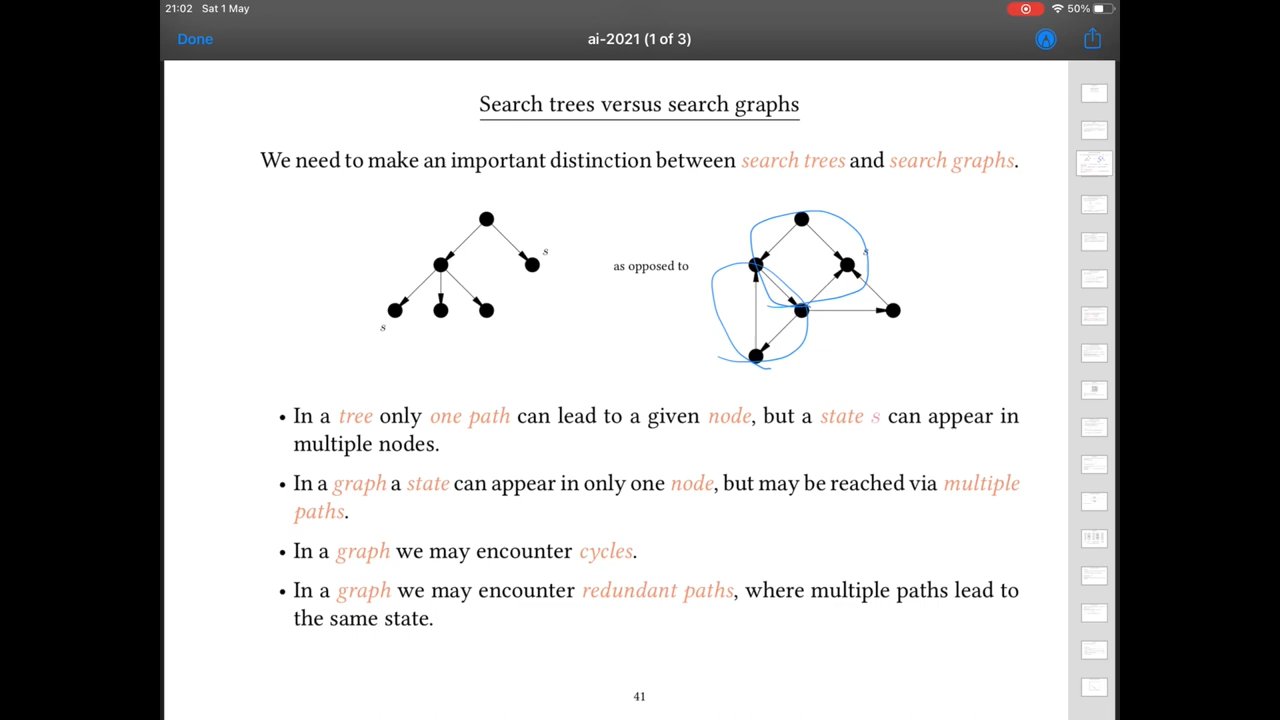 21:02 Sat 1 May
50%
Done
ai-2021 (1 of 3)
Search trees versus search graphs
We need to make an important distinction between search trees and search graphs.
s
s
as opposed to
s
• In a tree only one path can lead to a given node, but a state s can appear in
multiple nodes.
• In a graph a state can appear in only one node, but may be reached via multiple
paths.
• In a graph we may encounter cycles.
• In a graph we may encounter redundant paths, where multiple paths lead to
the same state.
41